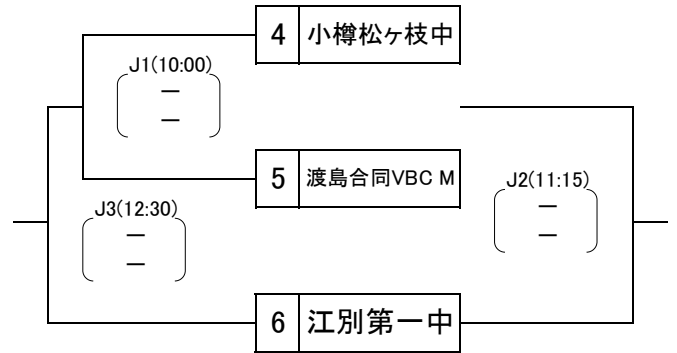 4 小樽松ヶ枝中
J1(10:00)
ー
ー
5 渡島合同VBC M
J2(11:15)
ー
ー
J3(12:30)
ー
ー
6 江別第一中